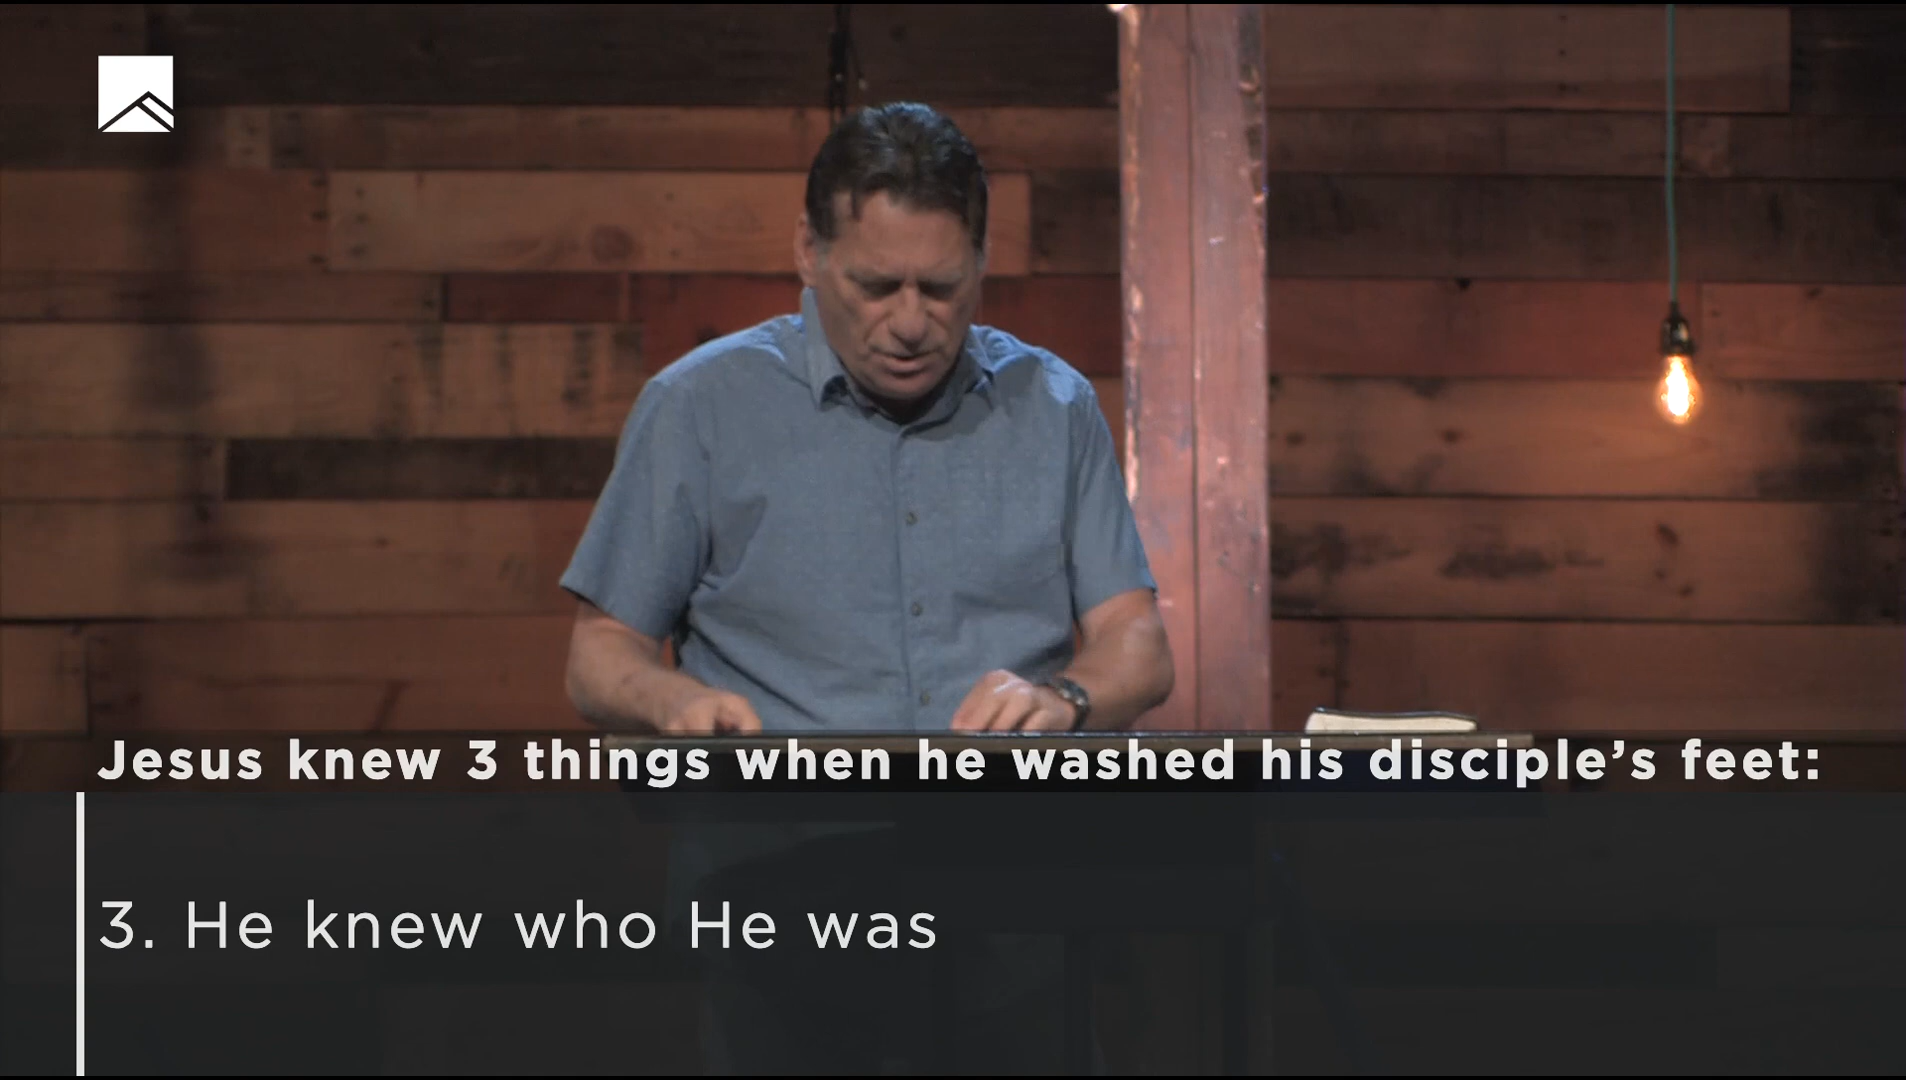 Jesus knew 3 things when he washed his disciple’s feet:
3. He knew who He was